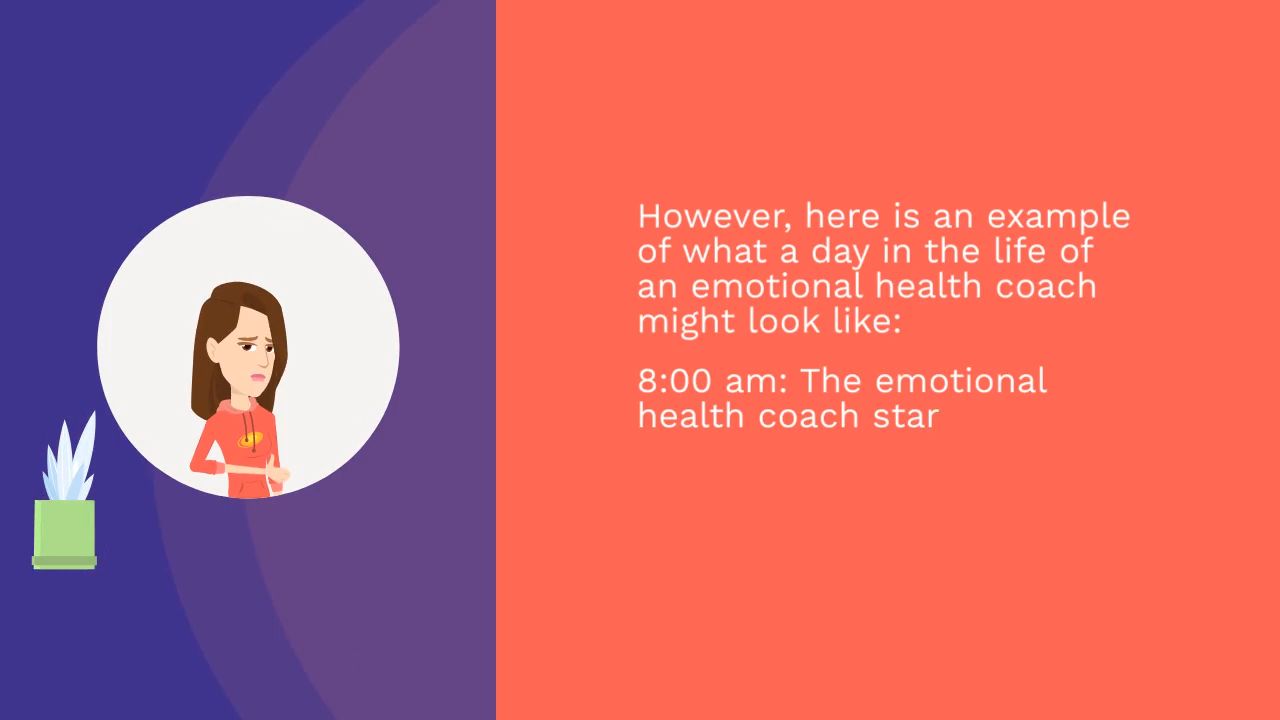 However, here is an example
of what a day in the life of
an emotional health coach
might look like:
8:00 am: The emotional
health coach star